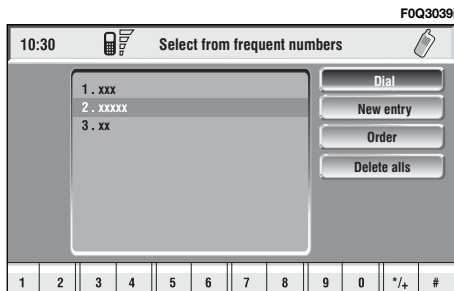 F0Q3039i
10:30 Select from frequent numbers
1 . xxx
2 . xxxxx
3 . xx
Dial
New entry
Order
Delete alls
1 2 3 4 5 6 7 8 9 0 */+ #